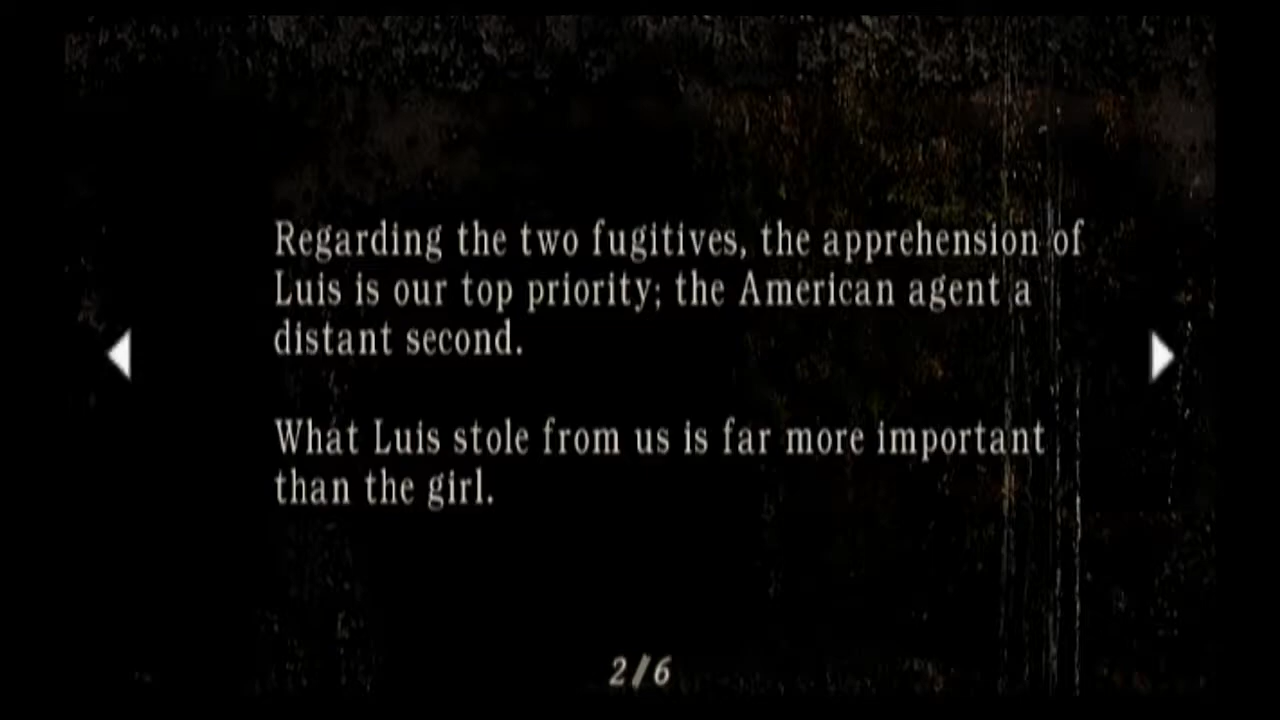 Regarding the two fugitives, the apprehension of
Luis is our top priority; the American agent a
distant second.
What Luis stole from us is far more important
than the girl.
2/6